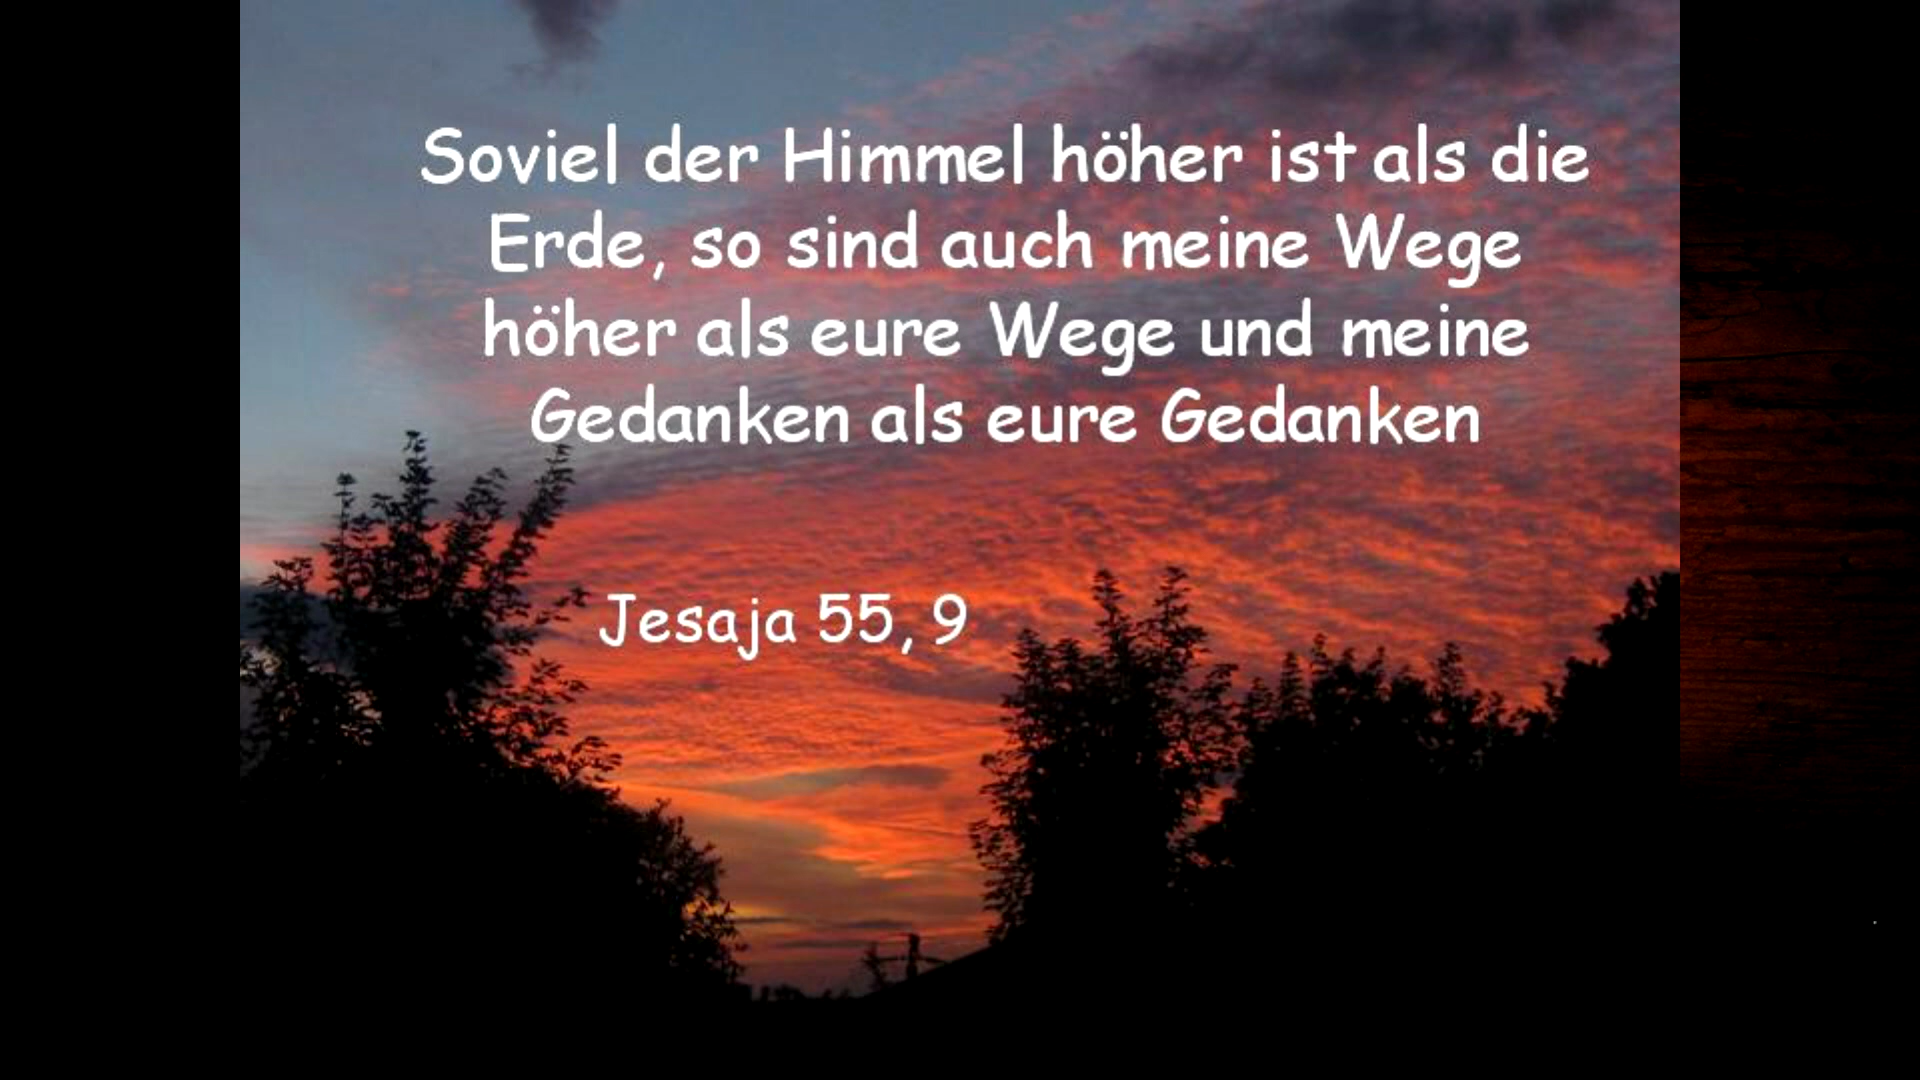 Soviel der Himmel höher ist als die
Erde, so sind auch meine Wege
höher als eure Wege und meine
Gedanken als eure Gedanken
Jesaja 55, 9